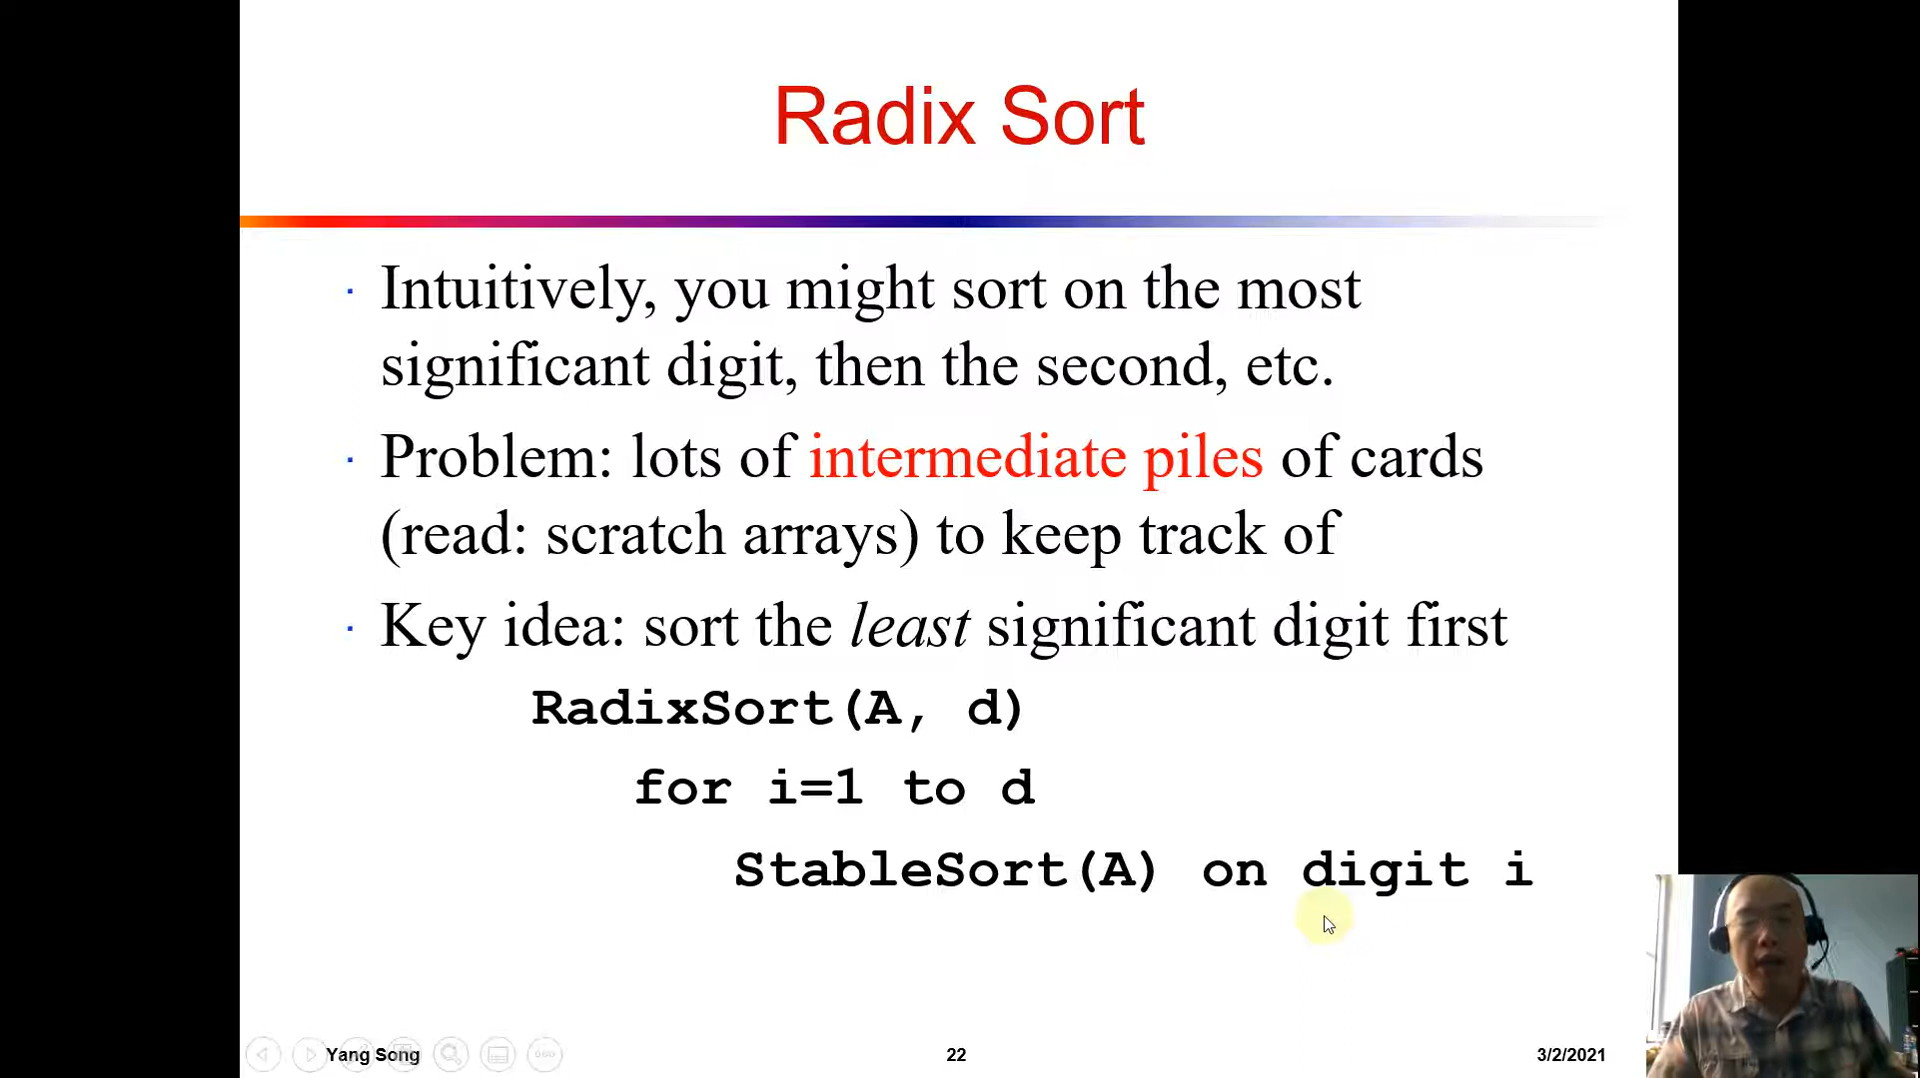 Radix Sort
· Intuitively, you might sort on the most
significant digit, then the second, etc.
· Problem: lots of intermediate piles of cards
(read: scratch arrays) to keep track of
· Key idea: sort the least significant digit first
RadixSort(A, d)
for i=1 to d
StableSort(A) on digit i
Yang Song
22
3/2/2021